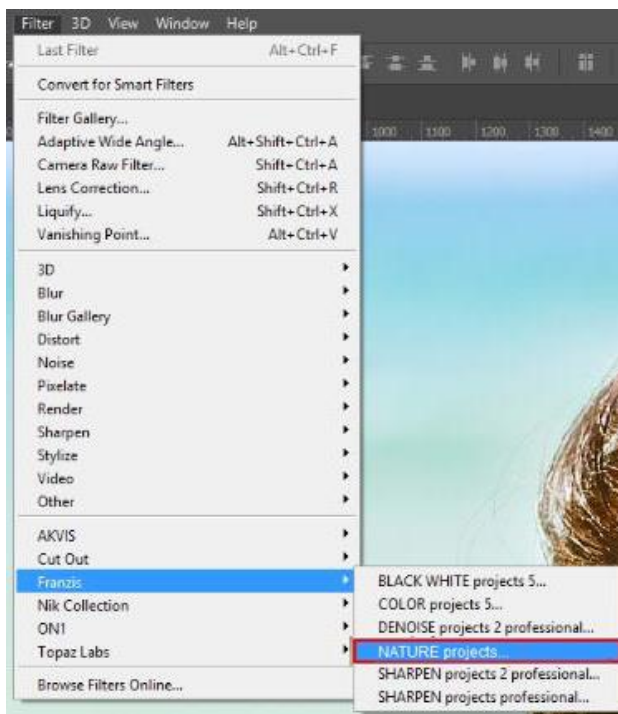 Filter 3D View Window Help
Last Filter Alt+Ctrl+F
Convert for Smart Filters
Filter Gallery...
Adaptive Wide Angle... Alt+Shift+Ctrl+A
Camera Raw Filter... Shift+Ctrl+A
Lens Correction... Shift+Ctrl+R
Liquify... Shift+Ctrl+X
Vanishing Point... Alt+Ctrl+V
1000 1100 1200 1300 1400
3D
Blur
Blur Gallery
Distort
Noise
Pixelate
Render
Sharpen
Stylize
Video
Other
AKVIS
Cut Out
Franzis
Nik Collection
ON1
Topaz Labs
Browse Filters Online...
BLACK WHITE projects 5...
COLOR projects 5...
DENOISE projects 2 professional...
NATURE projects...
SHARPEN projects 2 professional...
SHARPEN projects professional...